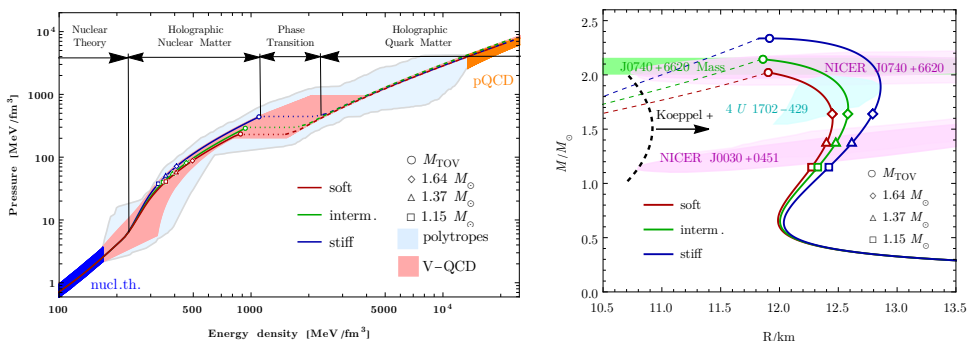 Nuclear Theory
Holographic Nuclear Matter
Phase Transition
Holographic Quark Matter
Pressure [MeV/fm³]
10⁴
1000
100
10
1
pQCD
nucl.th.
soft
interm.
stiff
M_TOV
1.64 M⊙
1.37 M⊙
1.15 M⊙
polytropes
V−QCD
100
500
1000
5000
10⁴
Energy density [MeV/fm³]
M/M⊙
2.5
2.0
1.5
1.0
0.5
0.0
J0740+6620 Mass
NICER J0740+6620
4 U 1702−429
Koeppel +
NICER J0030+0451
soft
interm.
stiff
M_TOV
1.64 M⊙
1.37 M⊙
1.15 M⊙
10.5
11.0
11.5
12.0
12.5
13.0
13.5
R/km